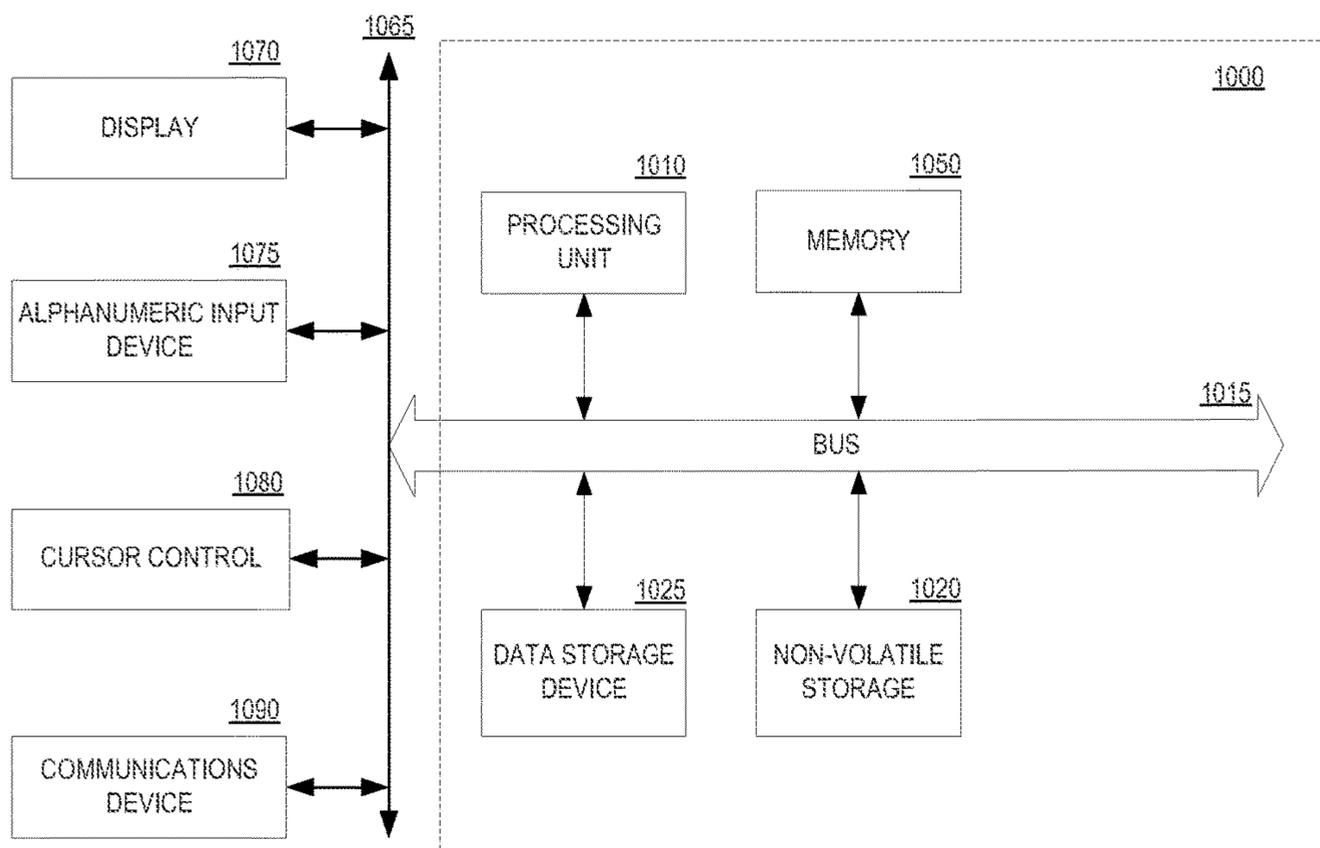 1065
1070
DISPLAY
1000
1010
PROCESSING
UNIT
1050
MEMORY
1075
ALPHANUMERIC INPUT
DEVICE
1015
BUS
1080
CURSOR CONTROL
1025
DATA STORAGE
DEVICE
1020
NON-VOLATILE
STORAGE
1090
COMMUNICATIONS
DEVICE